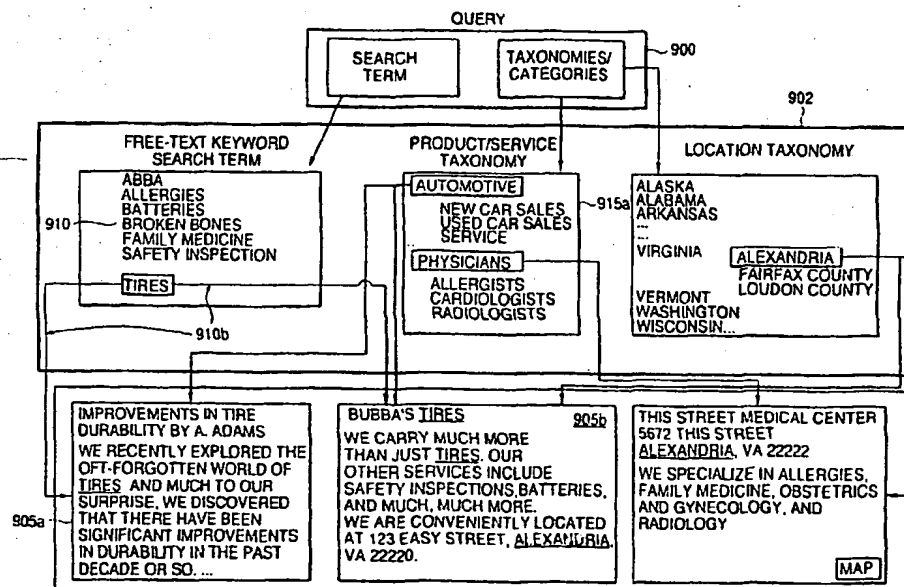 QUERY
900
SEARCH
TERM
TAXONOMIES/
CATEGORIES
902
FREE-TEXT KEYWORD
SEARCH TERM
ABBA
ALLERGIES
BATTERIES
910
BROKEN BONES
FAMILY MEDICINE
SAFETY INSPECTION
TIRES
910b
PRODUCT/SERVICE
TAXONOMY
AUTOMOTIVE
915a
NEW CAR SALES
USED CAR SALES
SERVICE
PHYSICIANS
ALLERGISTS
CARDIOLOGISTS
RADIOLOGISTS
LOCATION TAXONOMY
ALASKA
ALABAMA
ARKANSAS
...
...
VIRGINIA ALEXANDRIA
FAIRFAX COUNTY
LOUDON COUNTY
VERMONT
WASHINGTON
WISCONSIN...
IMPROVEMENTS IN TIRE
DURABILITY BY A. ADAMS
WE RECENTLY EXPLORED THE
OFT-FORGOTTEN WORLD OF
TIRES AND MUCH TO OUR
SURPRISE, WE DISCOVERED
905a
THAT THERE HAVE BEEN
SIGNIFICANT IMPROVEMENTS
IN DURABILITY IN THE PAST
DECADE OR SO. ...
BUBBA'S TIRES 905b
WE CARRY MUCH MORE
THAN JUST TIRES. OUR
OTHER SERVICES INCLUDE
SAFETY INSPECTIONS,BATTERIES,
AND MUCH, MUCH MORE.
WE ARE CONVENIENTLY LOCATED
AT 123 EASY STREET, ALEXANDRIA,
VA 22220.
THIS STREET MEDICAL CENTER
5672 THIS STREET
ALEXANDRIA, VA 22222
WE SPECIALIZE IN ALLERGIES,
FAMILY MEDICINE, OBSTETRICS
AND GYNECOLOGY, AND
RADIOLOGY
MAP